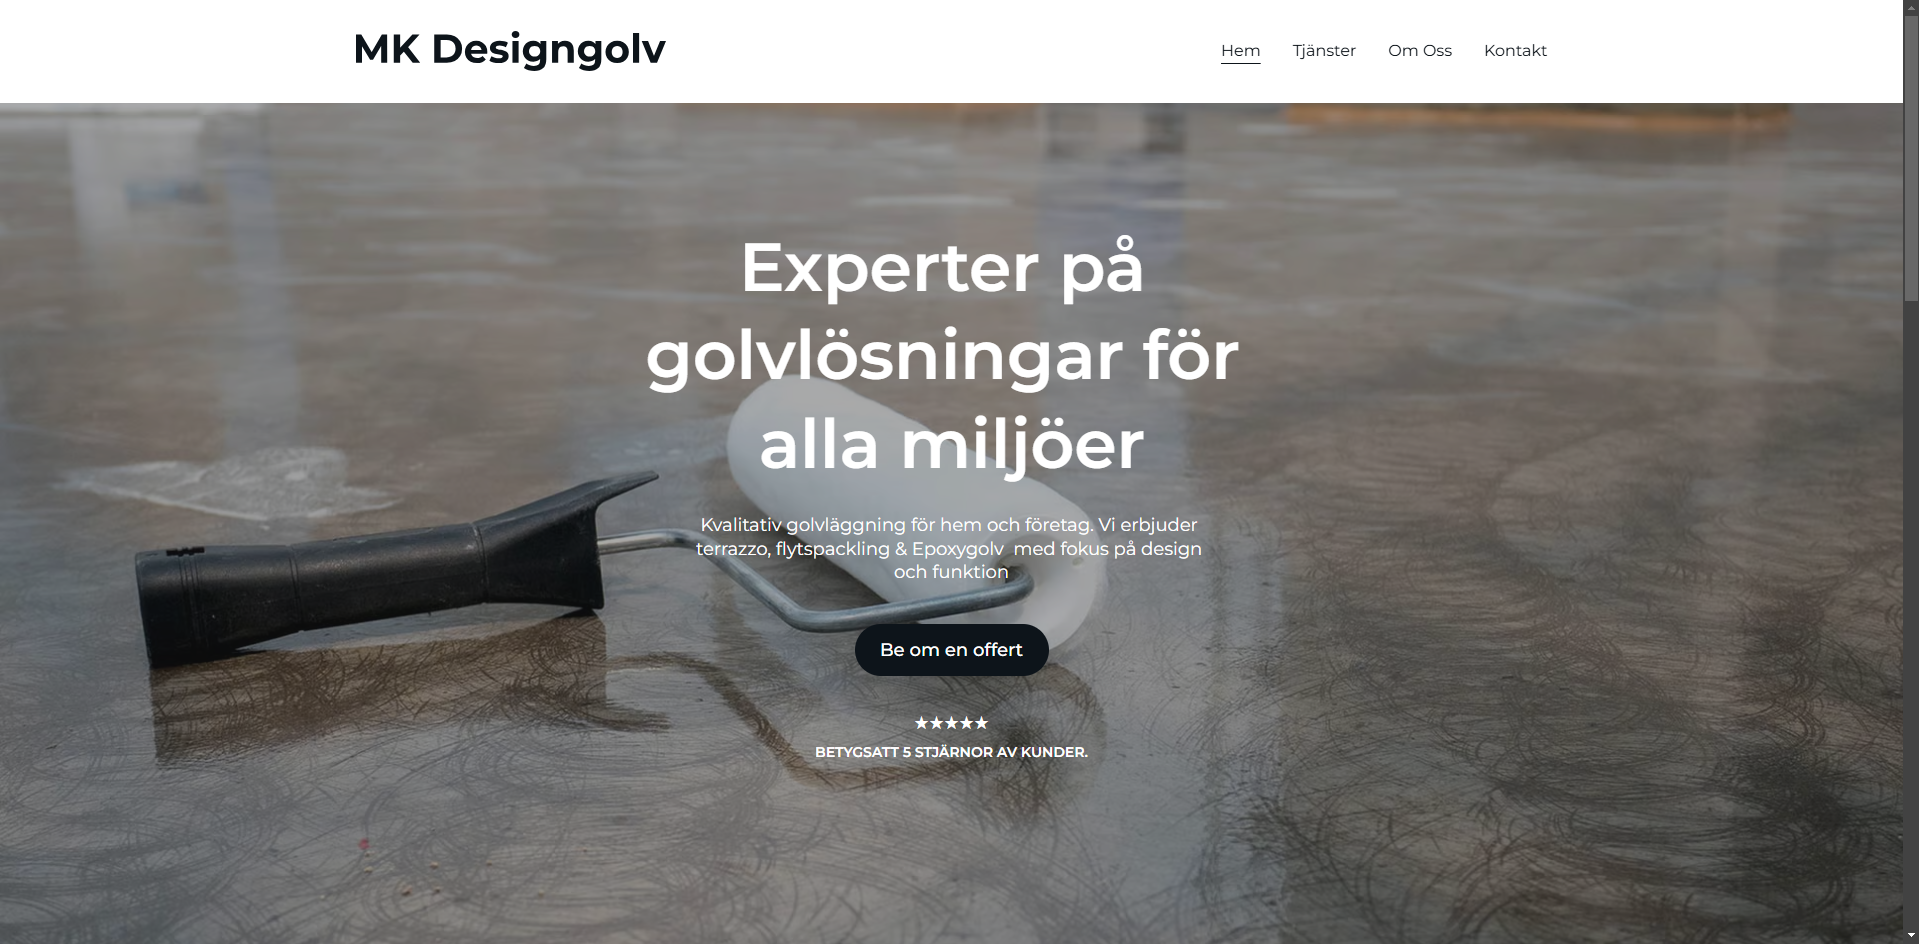 MK Designgolv
Hem Tjänster Om Oss Kontakt
Experter på
golvlösningar för
alla miljöer
Kvalitativ golvläggning för hem och företag. Vi erbjuder
terrazzo, flytspackling & Epoxygolv  med fokus på design
och funktion
Be om en offert
★★★★★
BETYGSATT 5 STJÄRNOR AV KUNDER.